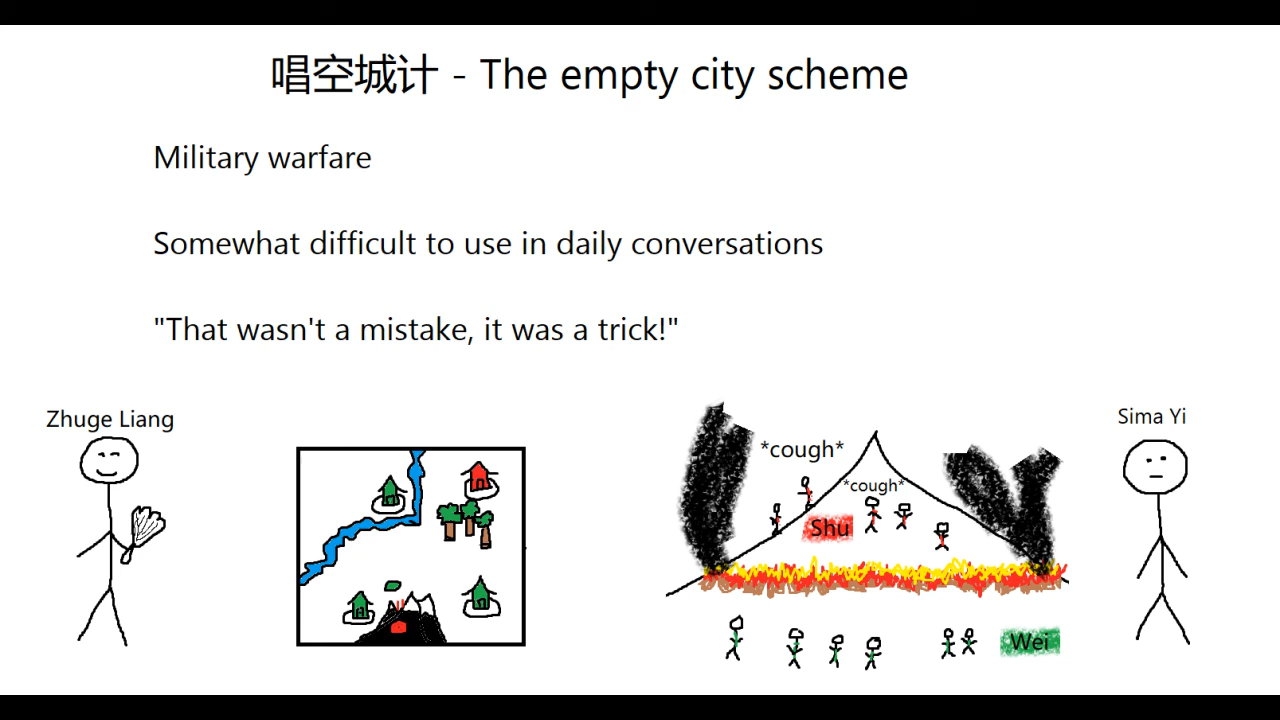 唱空城计 - The empty city scheme
Military warfare
Somewhat difficult to use in daily conversations
"That wasn't a mistake, it was a trick!"
Zhuge Liang
*cough*
*cough*
Shu
Wei
Sima Yi